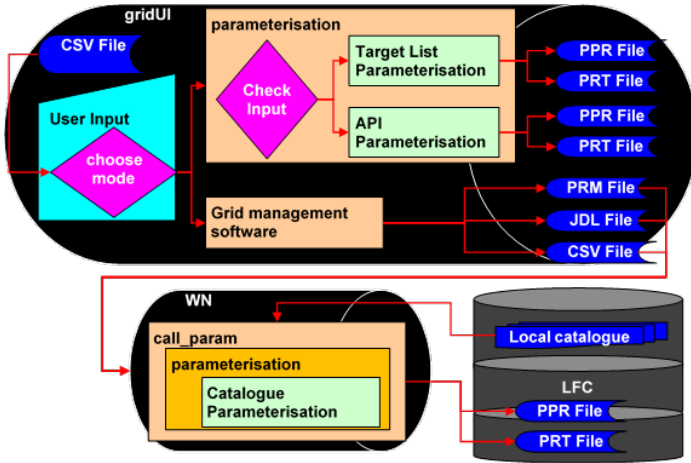 gridUI
CSV File
parameterisation
User Input
choose
mode
Check
Input
Target List
Parameterisation
API
Parameterisation
PPR File
PRT File
PPR File
PRT File
Grid management
software
PRM File
JDL File
CSV File
WN
call_param
parameterisation
Catalogue
Parameterisation
Local catalogue
LFC
PPR File
PRT File